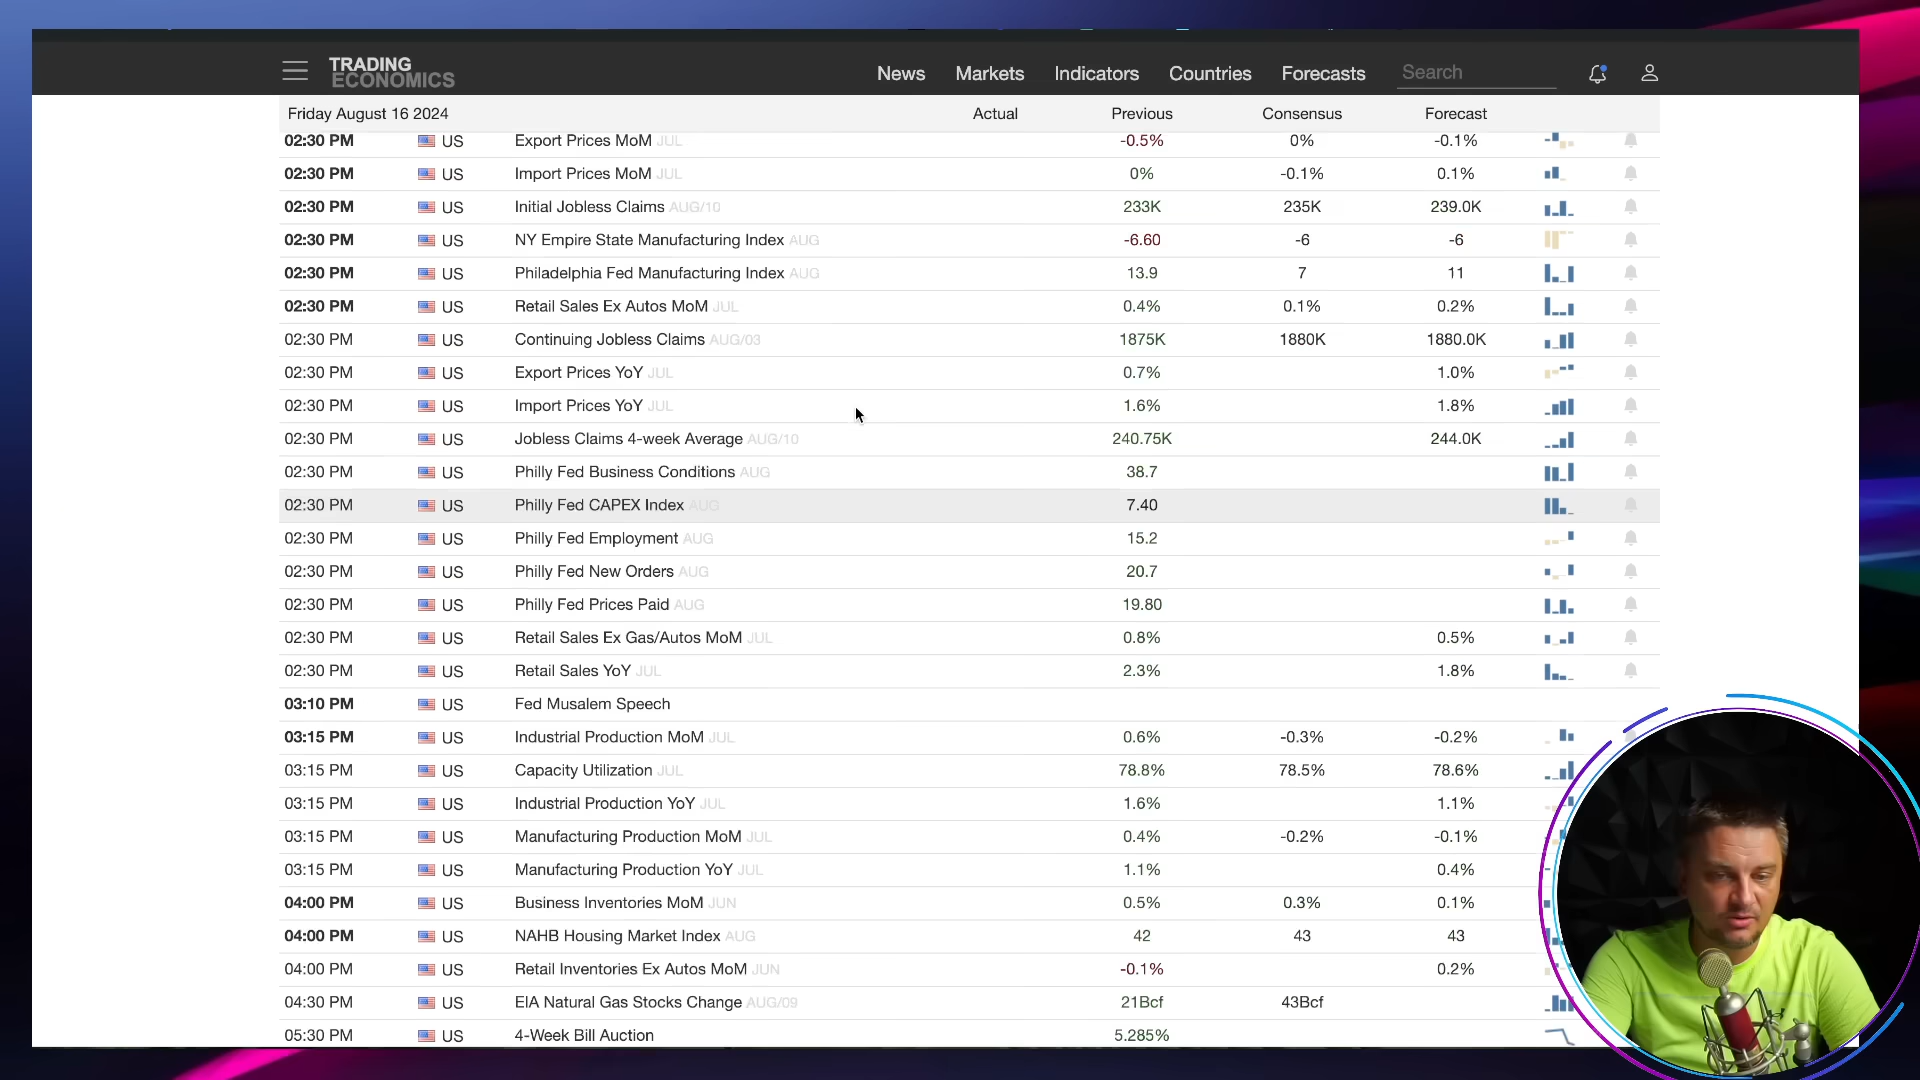 TRADING
ECONOMICS
News Markets Indicators Countries Forecasts Search
Friday August 16 2024 Actual Previous Consensus Forecast
02:30 PM US Export Prices MoM JUL -0.5% 0% -0.1%
02:30 PM US Import Prices MoM JUL 0% -0.1% 0.1%
02:30 PM US Initial Jobless Claims AUG/10 233K 235K 239.0K
02:30 PM US NY Empire State Manufacturing Index AUG -6.60 -6 -6
02:30 PM US Philadelphia Fed Manufacturing Index AUG 13.9 7 11
02:30 PM US Retail Sales Ex Autos MoM JUL 0.4% 0.1% 0.2%
02:30 PM US Continuing Jobless Claims AUG/03 1875K 1880K 1880.0K
02:30 PM US Export Prices YoY JUL 0.7% 1.0%
02:30 PM US Import Prices YoY JUL 1.6% 1.8%
02:30 PM US Jobless Claims 4-week Average AUG/10 240.75K 244.0K
02:30 PM US Philly Fed Business Conditions AUG 38.7
02:30 PM US Philly Fed CAPEX Index AUG 7.40
02:30 PM US Philly Fed Employment AUG 15.2
02:30 PM US Philly Fed New Orders AUG 20.7
02:30 PM US Philly Fed Prices Paid AUG 19.80
02:30 PM US Retail Sales Ex Gas/Autos MoM JUL 0.8% 0.5%
02:30 PM US Retail Sales YoY JUL 2.3% 1.8%
03:10 PM US Fed Musalem Speech
03:15 PM US Industrial Production MoM JUL 0.6% -0.3% -0.2%
03:15 PM US Capacity Utilization JUL 78.8% 78.5% 78.6%
03:15 PM US Industrial Production YoY JUL 1.6% 1.1%
03:15 PM US Manufacturing Production MoM JUL 0.4% -0.2% -0.1%
03:15 PM US Manufacturing Production YoY JUL 1.1% 0.4%
04:00 PM US Business Inventories MoM JUN 0.5% 0.3% 0.1%
04:00 PM US NAHB Housing Market Index AUG 42 43 43
04:00 PM US Retail Inventories Ex Autos MoM JUN -0.1% 0.2%
04:30 PM US EIA Natural Gas Stocks Change AUG/09 21Bcf 43Bcf
05:30 PM US 4-Week Bill Auction 5.285%